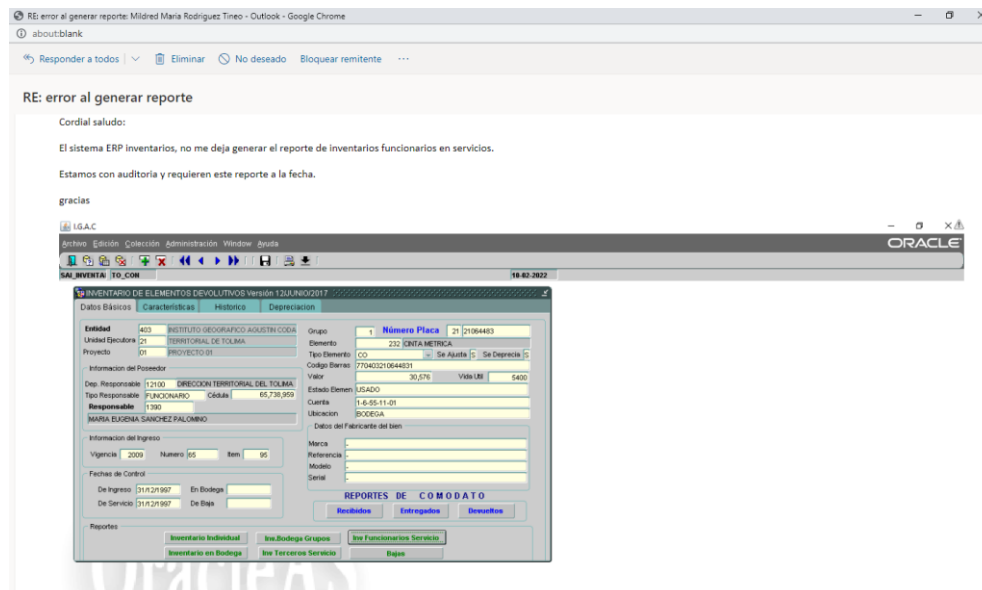 RE: error al generar reporte: Mildred Maria Rodriguez Tineo - Outlook - Google Chrome
about:blank
Responder a todos Eliminar No deseado Bloquear remitente ...
RE: error al generar reporte
Cordial saludo:
El sistema ERP inventarios, no me deja generar el reporte de inventarios funcionarios en servicios.
Estamos con auditoria y requieren este reporte a la fecha.
gracias
I.G.A.C
Archivo Edición Colección Administración Window Ayuda ORACLE
SAI_INVENTA TO_CON 18-02-2022
INVENTARIO DE ELEMENTOS DEVOLUTIVOS Versión 12/JUNIO/2017
Datos Básicos Características Historico Depreciacion
Entidad 403 INSTITUTO GEOGRAFICO AGUSTIN CODA
Unidad Ejecutora 21 TERRITORIAL DE TOLIMA
Proyecto 01 PROYECTO 01
Informacion del Poseedor
Dep. Responsable 12100 DIRECCION TERRITORIAL DEL TOLIMA
Tipo Responsable FUNCIONARIO Cédula 65,738,959
Responsable 1390
MARIA EUGENIA SANCHEZ PALOMINO
Informacion del Ingreso
Vigencia 2009 Numero 65 Item 95
Fechas de Control
De Ingreso 31/12/1997 En Bodega
De Servicio 31/12/1997 De Baja
Grupo 1 Número Placa 21 21064483
Elemento 232 CINTA METRICA
Tipo Elemento CO Se Ajusta S Se Deprecia S
Codigo Barras 770403210644831
Valor 30,576 Vida Util 5400
Estado Elemen USADO
Cuenta 1-6-55-11-01
Ubicacion BODEGA
Datos del Fabricante del bien
Marca -
Referencia -
Modelo -
Serial -
REPORTES DE COMODATO
Recibidos Entregados Devueltos
Reportes
Inventario Individual Inv.Bodega Grupos Inv Funcionarios Servicio
Inventario en Bodega Inv Terceros Servicio Bajas